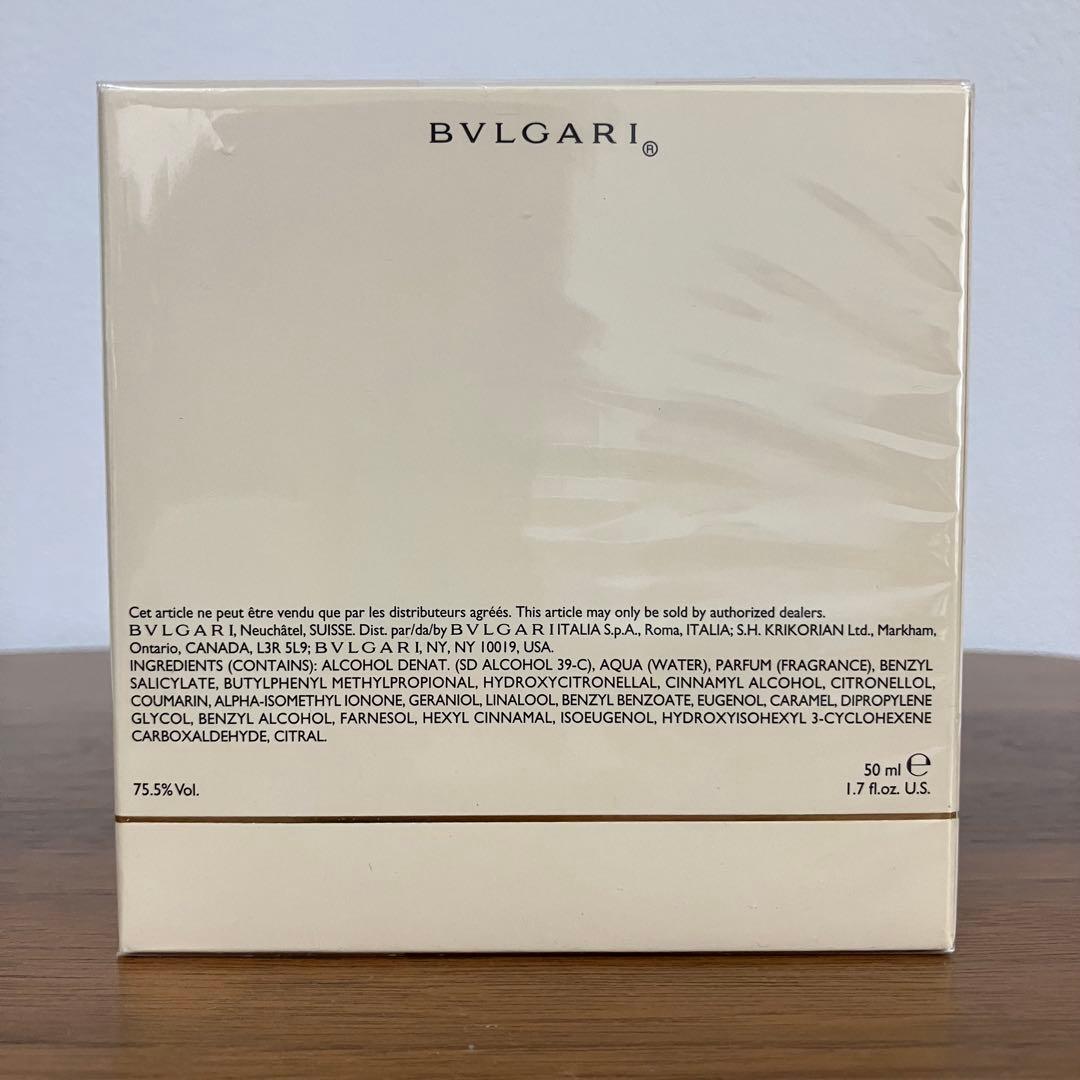 BVLGARI®
Cet article ne peut être vendu que par les distributeurs agréés. This article may only be sold by authorized dealers.
BVLGARI, Neuchâtel, SUISSE. Dist. par/da/by BVLGARI ITALIA S.p.A., Roma, ITALIA; S.H. KRIKORIAN Ltd., Markham,
Ontario, CANADA, L3R 5L9; BVLGARI, NY, NY 10019, USA.
INGREDIENTS (CONTAINS): ALCOHOL DENAT. (SD ALCOHOL 39-C), AQUA (WATER), PARFUM (FRAGRANCE), BENZYL
SALICYLATE, BUTYLPHENYL METHYLPROPIONAL, HYDROXYCITRONELLAL, CINNAMYL ALCOHOL, CITRONELLOL,
COUMARIN, ALPHA-ISOMETHYL IONONE, GERANIOL, LINALOOL, BENZYL BENZOATE, EUGENOL, CARAMEL, DIPROPYLENE
GLYCOL, BENZYL ALCOHOL, FARNESOL, HEXYL CINNAMAL, ISOEUGENOL, HYDROXYISOHEXYL 3-CYCLOHEXENE
CARBOXALDEHYDE, CITRAL.
50 ml ℮
75.5% Vol.
1.7 fl.oz. U.S.